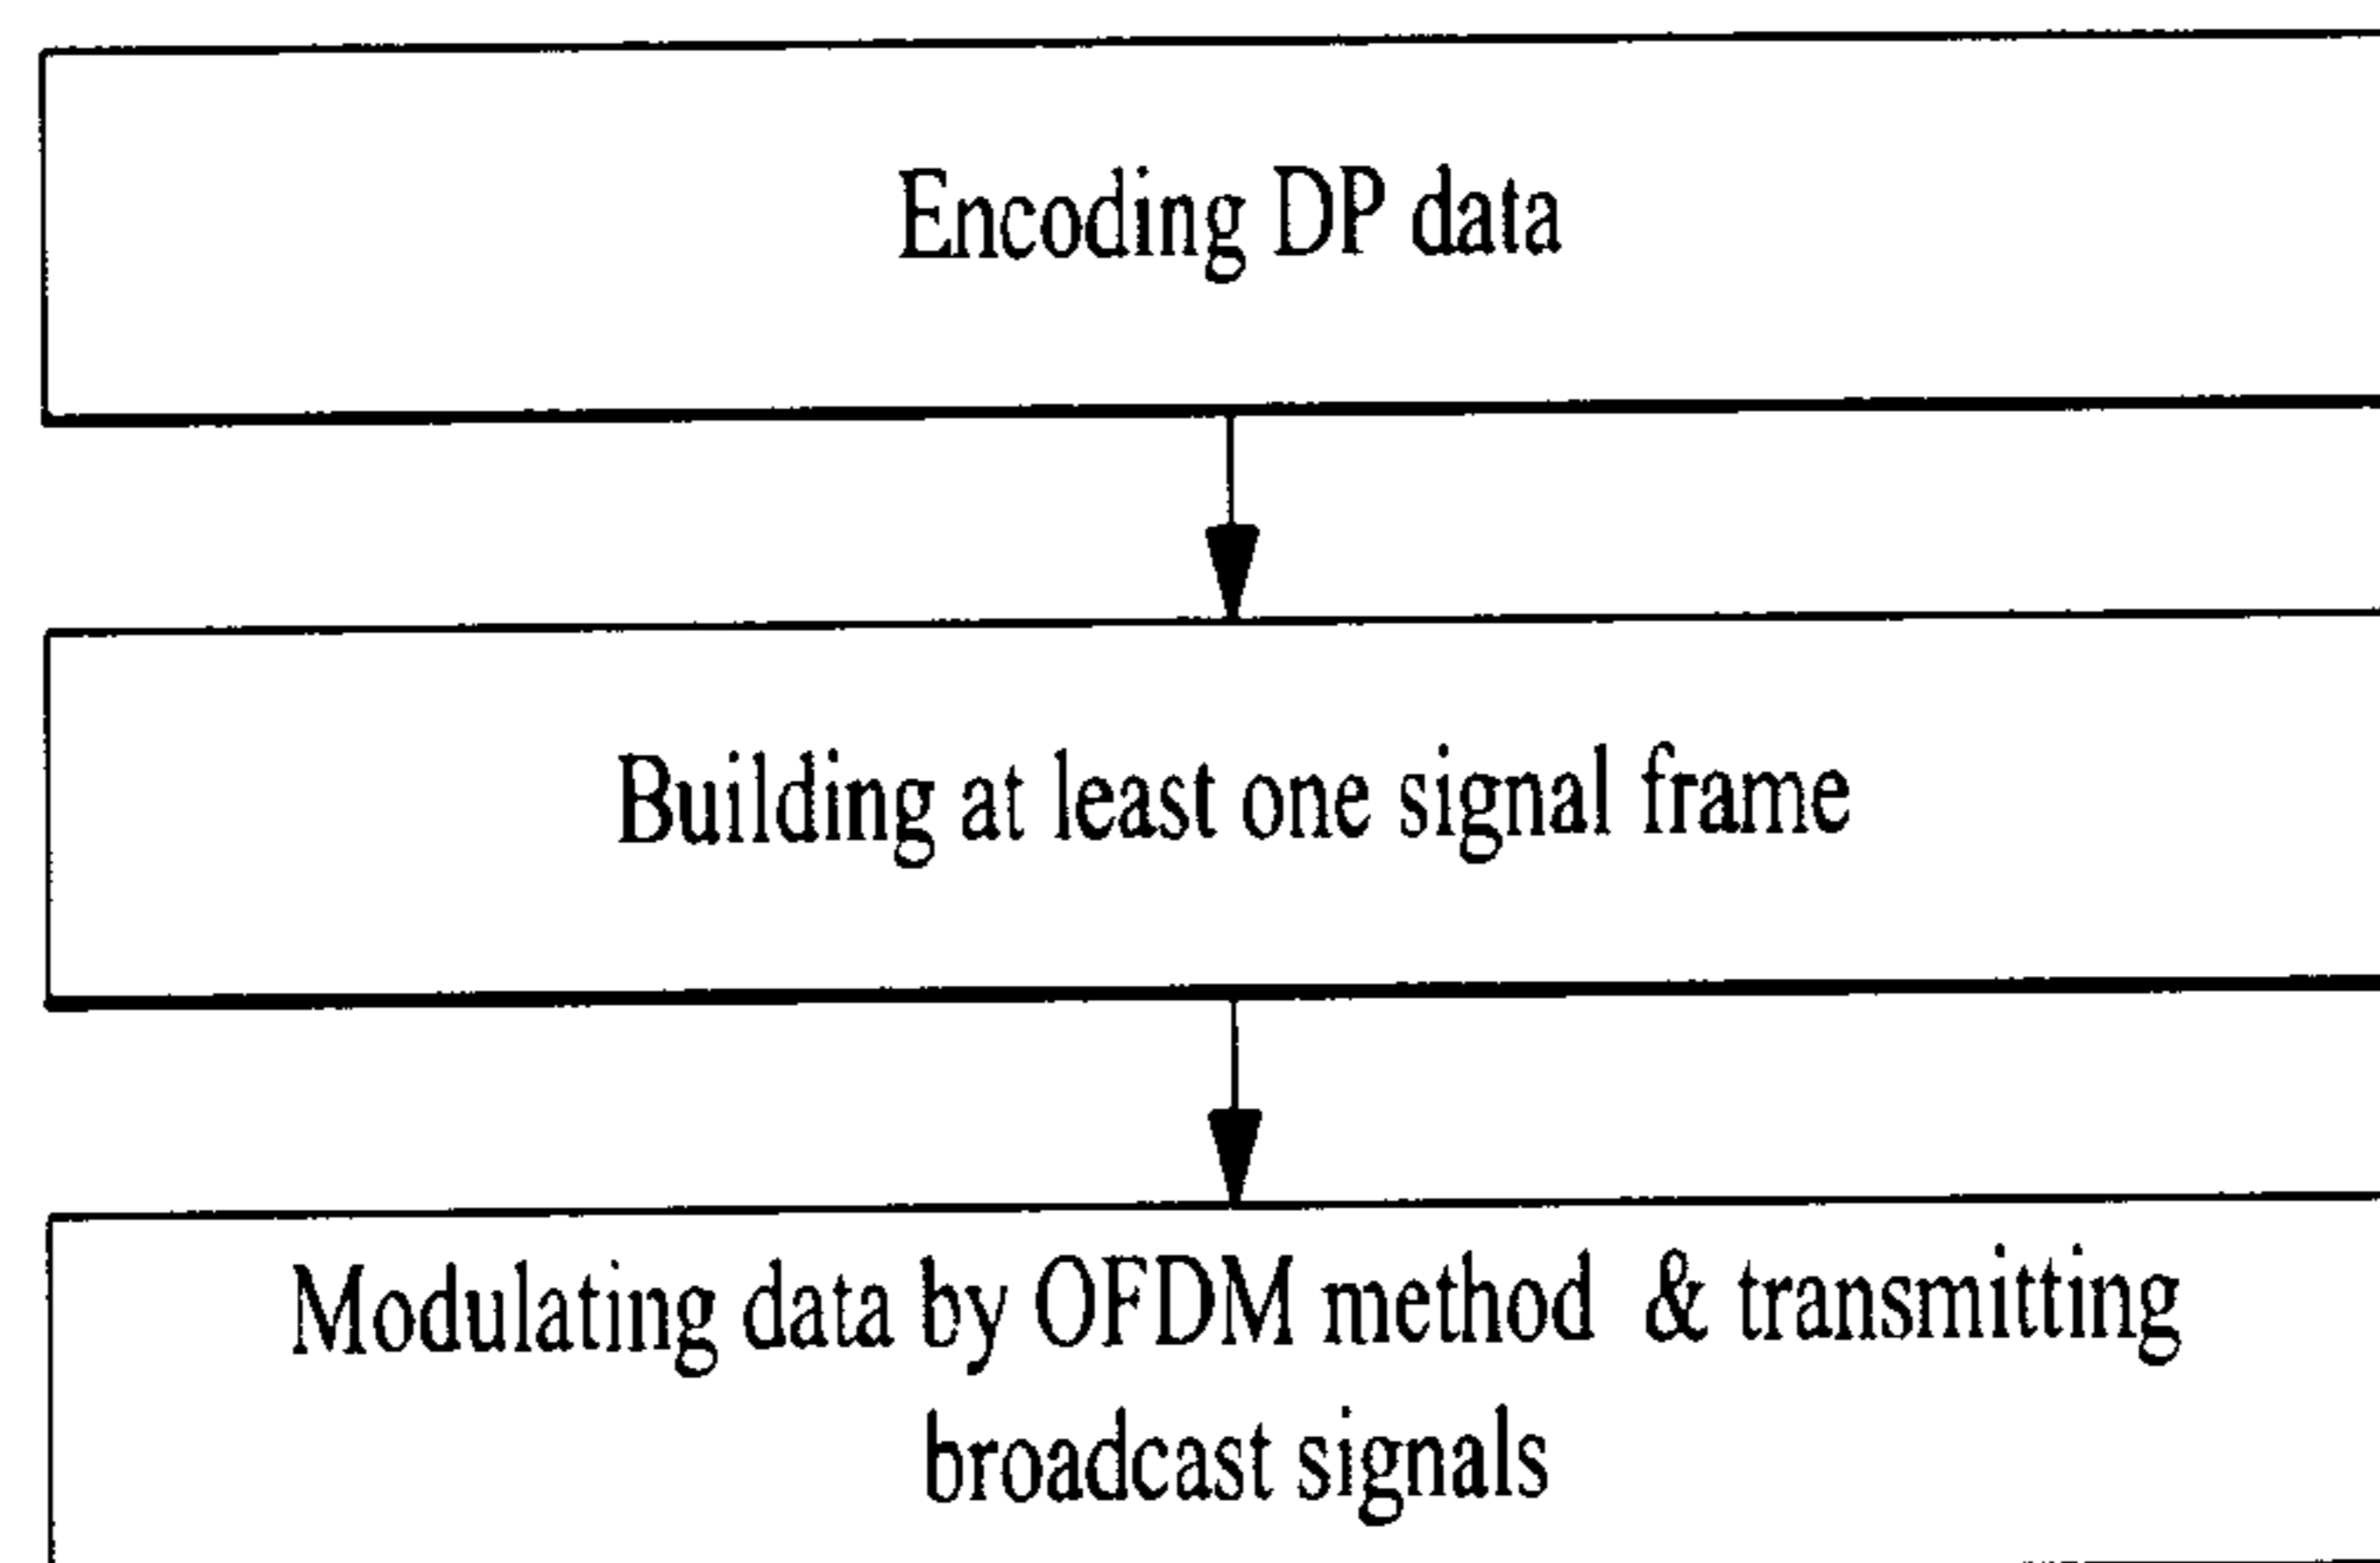 Encoding DP data
Building at least one signal frame
Modulating data by OFDM method & transmitting
broadcast signals